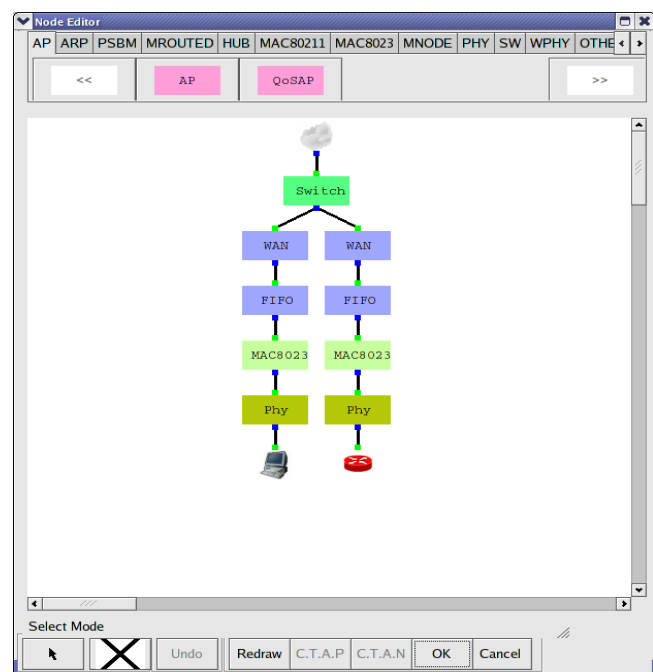 Node Editor
AP ARP PSBM MROUTED HUB MAC80211 MAC8023 MNODE PHY SW WPHY OTHE
<< AP QoSAP >>
Switch
WAN WAN
FIFO FIFO
MAC8023 MAC8023
Phy Phy
Select Mode
Undo Redraw C.T.A.P C.T.A.N OK Cancel